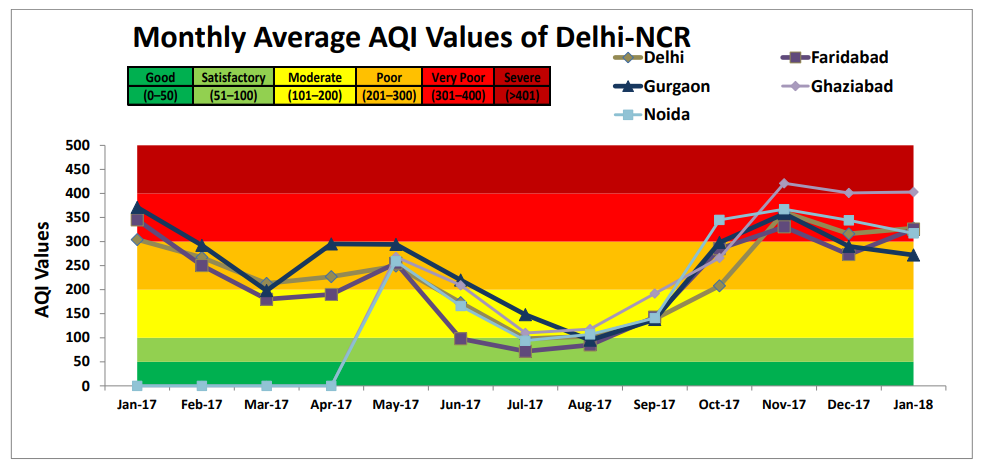 Monthly Average AQI Values of Delhi-NCR
Delhi
Faridabad
Gurgaon
Ghaziabad
Noida
Good Satisfactory Moderate Poor Very Poor Severe
(0–50) (51–100) (101–200) (201–300) (301–400) (>401)
AQI Values
500
450
400
350
300
250
200
150
100
50
0
Jan-17 Feb-17 Mar-17 Apr-17 May-17 Jun-17 Jul-17 Aug-17 Sep-17 Oct-17 Nov-17 Dec-17 Jan-18